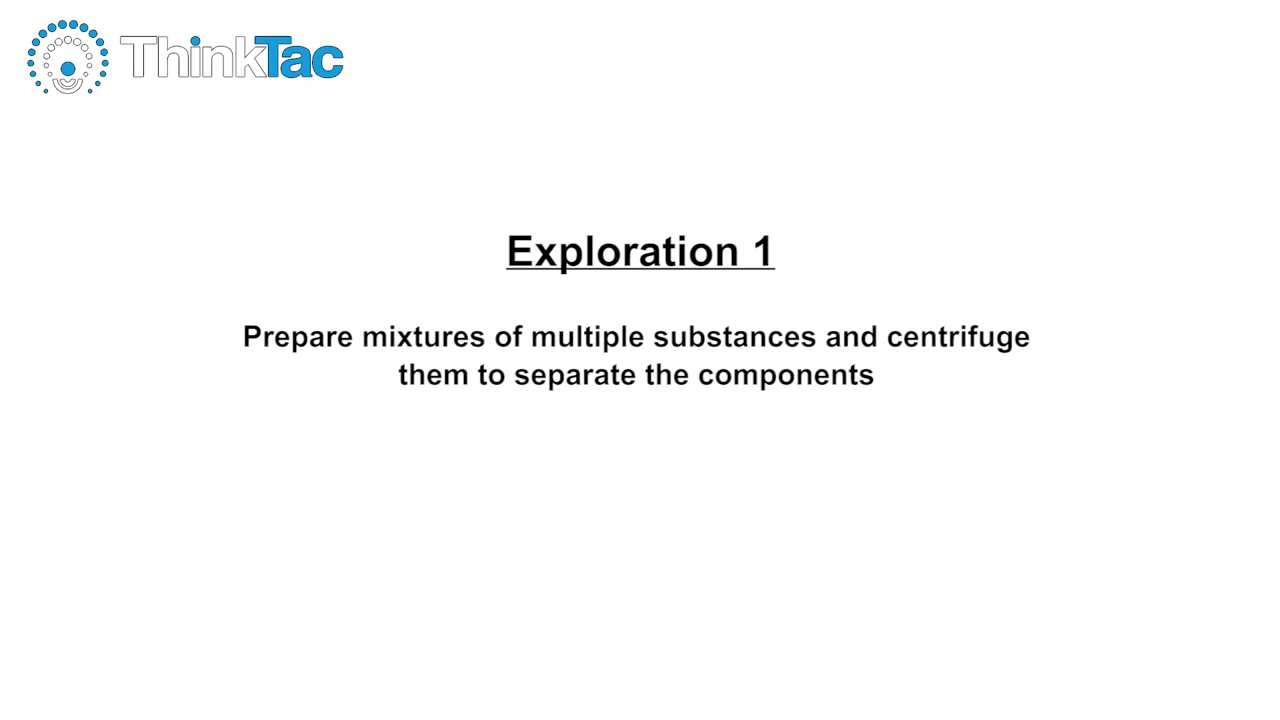 ThinkTac
Exploration 1
Prepare mixtures of multiple substances and centrifuge
them to separate the components